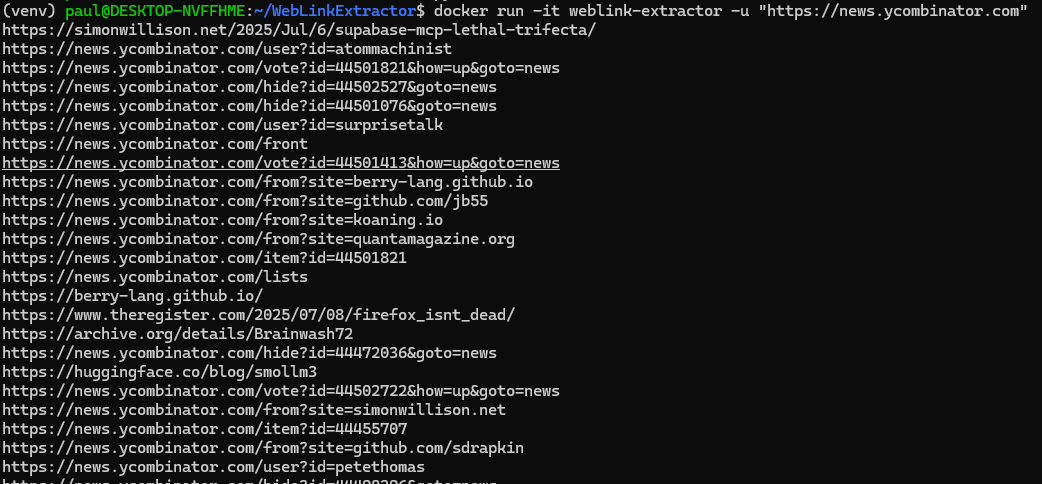 (venv) paul@DESKTOP-NVFFHME:~/WebLinkExtractor$ docker run -it weblink-extractor -u "https://news.ycombinator.com"
https://simonwillison.net/2025/Jul/6/supabase-mcp-lethal-trifecta/
https://news.ycombinator.com/user?id=atommachinist
https://news.ycombinator.com/vote?id=44501821&how=up&goto=news
https://news.ycombinator.com/hide?id=44502527&goto=news
https://news.ycombinator.com/hide?id=44501076&goto=news
https://news.ycombinator.com/user?id=surprisetalk
https://news.ycombinator.com/front
https://news.ycombinator.com/vote?id=44501413&how=up&goto=news
https://news.ycombinator.com/from?site=berry-lang.github.io
https://news.ycombinator.com/from?site=github.com/jb55
https://news.ycombinator.com/from?site=koaning.io
https://news.ycombinator.com/from?site=quantamagazine.org
https://news.ycombinator.com/item?id=44501821
https://news.ycombinator.com/lists
https://berry-lang.github.io/
https://www.theregister.com/2025/07/08/firefox_isnt_dead/
https://archive.org/details/Brainwash72
https://news.ycombinator.com/hide?id=44472036&goto=news
https://huggingface.co/blog/smollm3
https://news.ycombinator.com/vote?id=44502722&how=up&goto=news
https://news.ycombinator.com/from?site=simonwillison.net
https://news.ycombinator.com/item?id=44455707
https://news.ycombinator.com/from?site=github.com/sdrapkin
https://news.ycombinator.com/user?id=petethomas